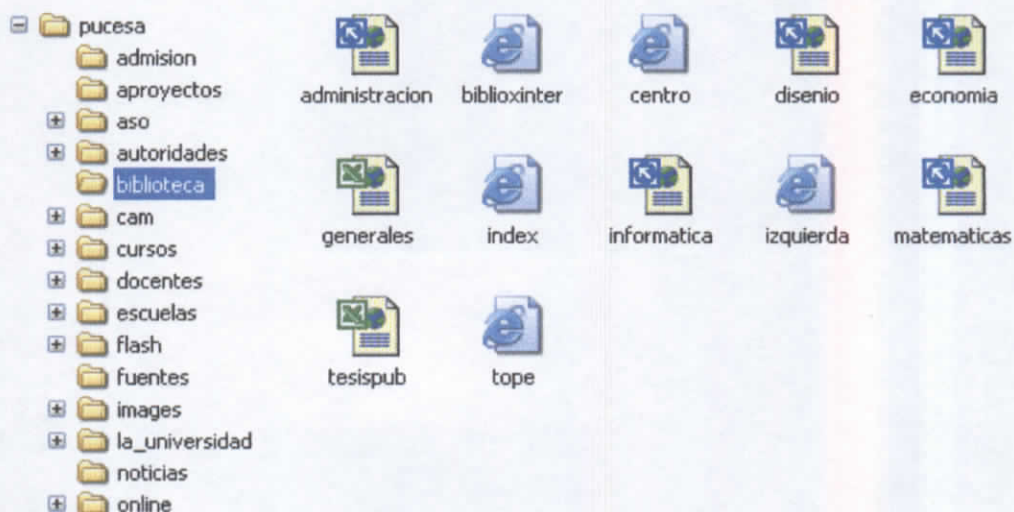 pucesa
admision
aproyectos
aso
autoridades
biblioteca
cam
cursos
docentes
escuelas
flash
fuentes
images
la_universidad
noticias
online
administracion biblioxinter centro disenio economia
generales index informatica izquierda matematicas
tesispub tope